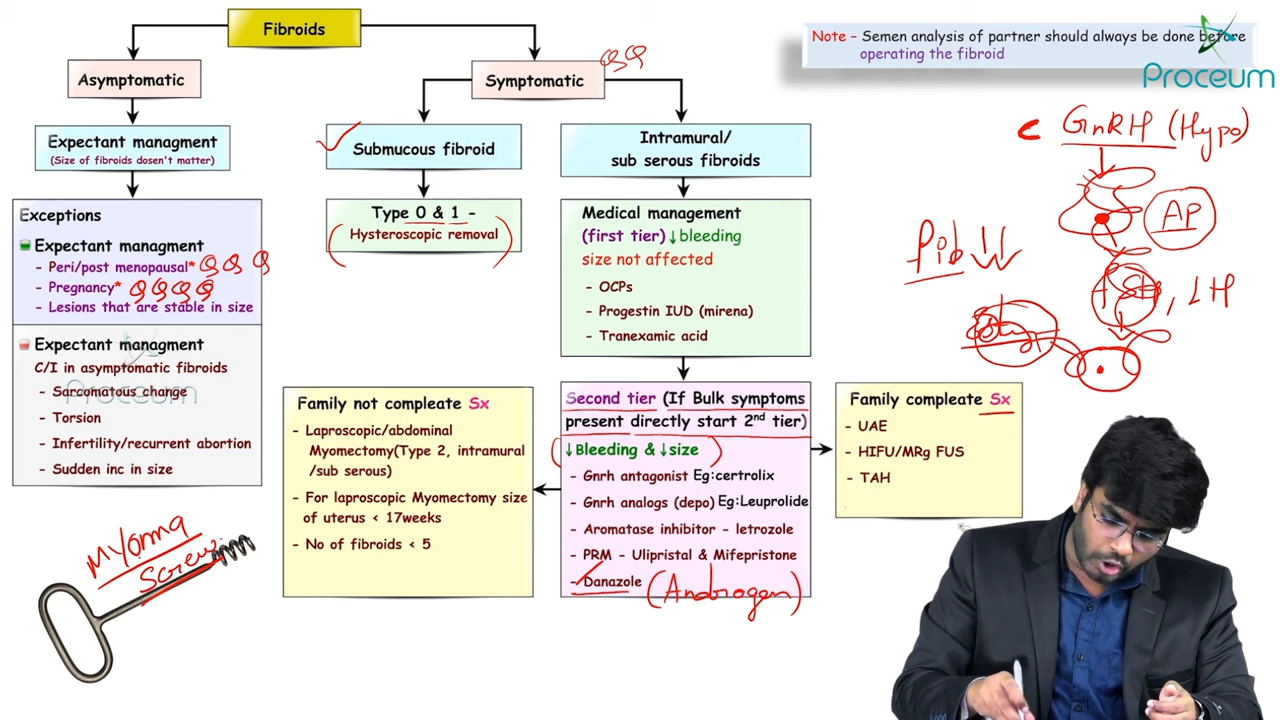 Fibroids
Note – Semen analysis of partner should always be done before
operating the fibroid
Proceum
Asymptomatic
Symptomatic
Expectant managment
(Size of fibroids dosen't matter)
Submucous fibroid
Intramural/
sub serous fibroids
Exceptions
Expectant managment
- Peri/post menopausal*
- Pregnancy*
- Lesions that are stable in size
Expectant managment
C/I in asymptomatic fibroids
Proceum
- Sarcomatous change
- Torsion
- Infertility/recurrent abortion
- Sudden inc in size
Type 0 & 1 -
Hysteroscopic removal
Medical management
(first tier) ↓bleeding
size not affected
- OCPs
- Progestin IUD (mirena)
- Tranexamic acid
Family not compleate Sx
- Laproscopic/abdominal
Myomectomy(Type 2, intramural
/sub serous)
- For laproscopic Myomectomy size
of uterus < 17weeks
- No of fibroids < 5
Second tier (If Bulk symptoms
present directly start 2nd tier)
↓Bleeding & ↓size
- Gnrh antagonist Eg:certrolix
- Gnrh analogs (depo) Eg:Leuprolide
- Aromatase inhibitor - letrozole
- PRM - Ulipristal & Mifepristone
- Danazole (Androgen)
Family compleate Sx
- UAE
- HIFU/MRg FUS
- TAH
GnRH (Hypo)
AP
LH
Myoma
Screw